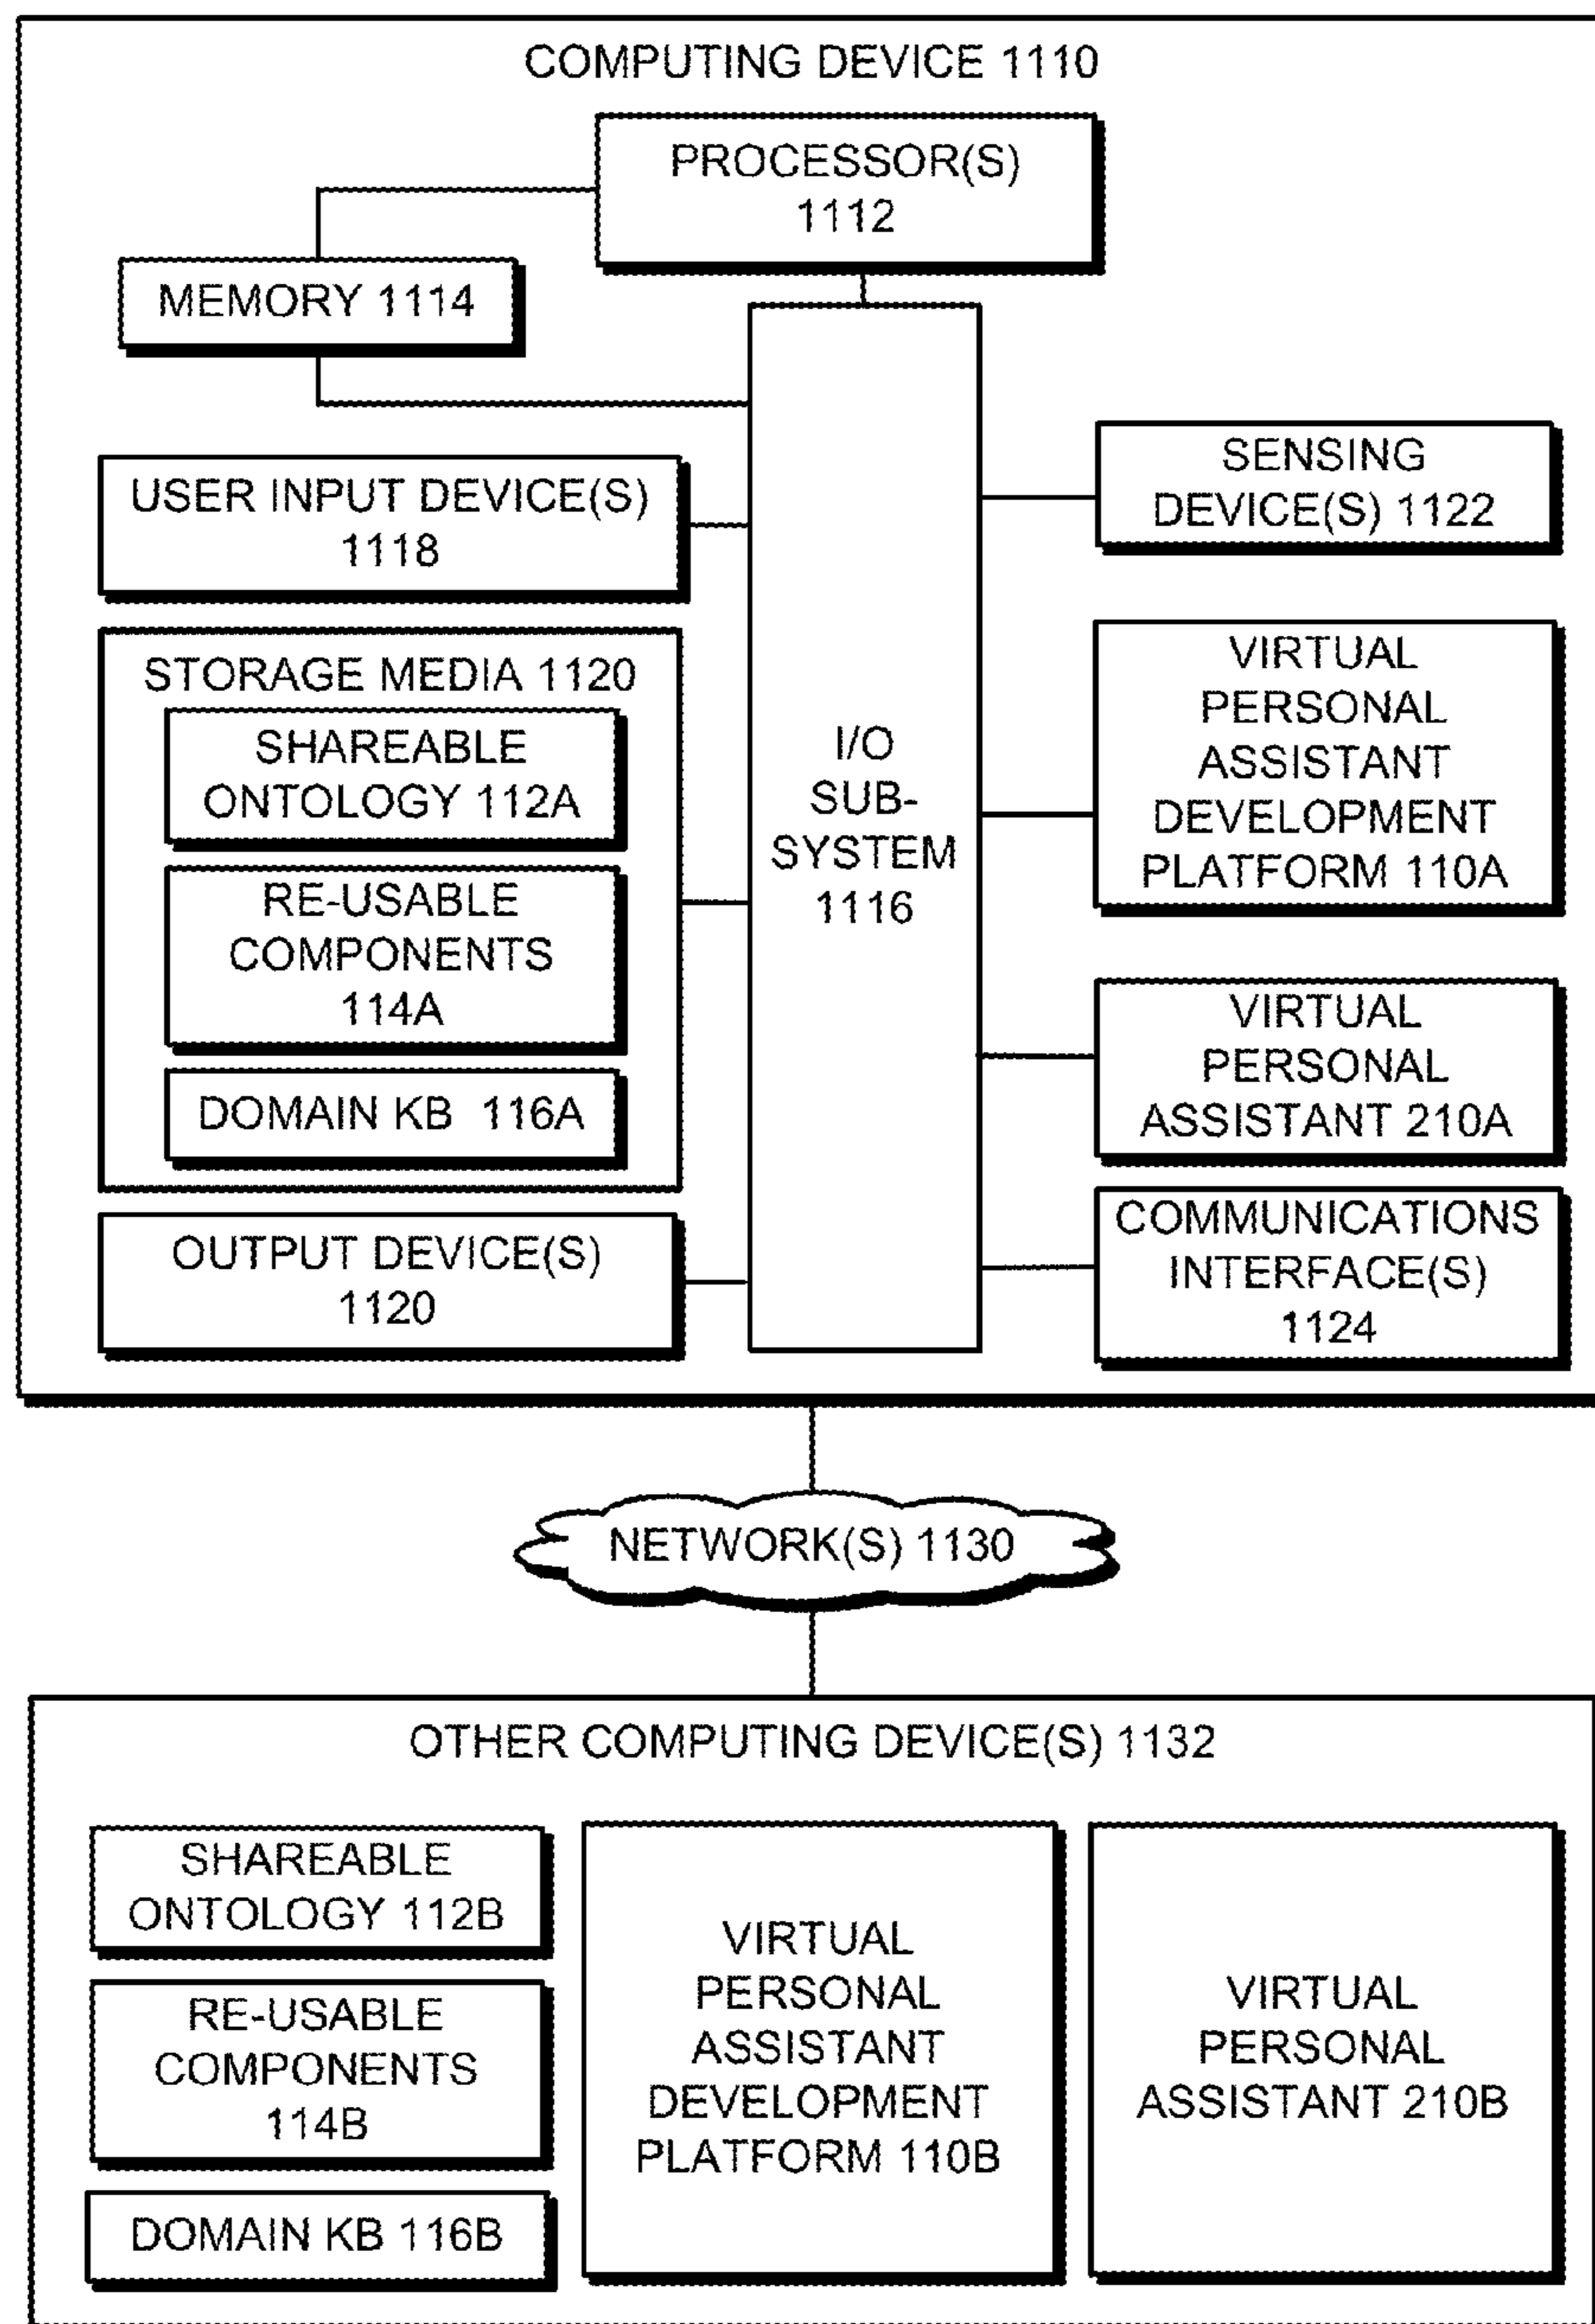 COMPUTING DEVICE 1110
PROCESSOR(S)
1112
MEMORY 1114
USER INPUT DEVICE(S)
1118
STORAGE MEDIA 1120
SHAREABLE
ONTOLOGY 112A
RE-USABLE
COMPONENTS
114A
DOMAIN KB 116A
OUTPUT DEVICE(S)
1120
I/O
SUB-
SYSTEM
1116
SENSING
DEVICE(S) 1122
VIRTUAL
PERSONAL
ASSISTANT
DEVELOPMENT
PLATFORM 110A
VIRTUAL
PERSONAL
ASSISTANT 210A
COMMUNICATIONS
INTERFACE(S)
1124
NETWORK(S) 1130
OTHER COMPUTING DEVICE(S) 1132
SHAREABLE
ONTOLOGY 112B
RE-USABLE
COMPONENTS
114B
DOMAIN KB 116B
VIRTUAL
PERSONAL
ASSISTANT
DEVELOPMENT
PLATFORM 110B
VIRTUAL
PERSONAL
ASSISTANT 210B